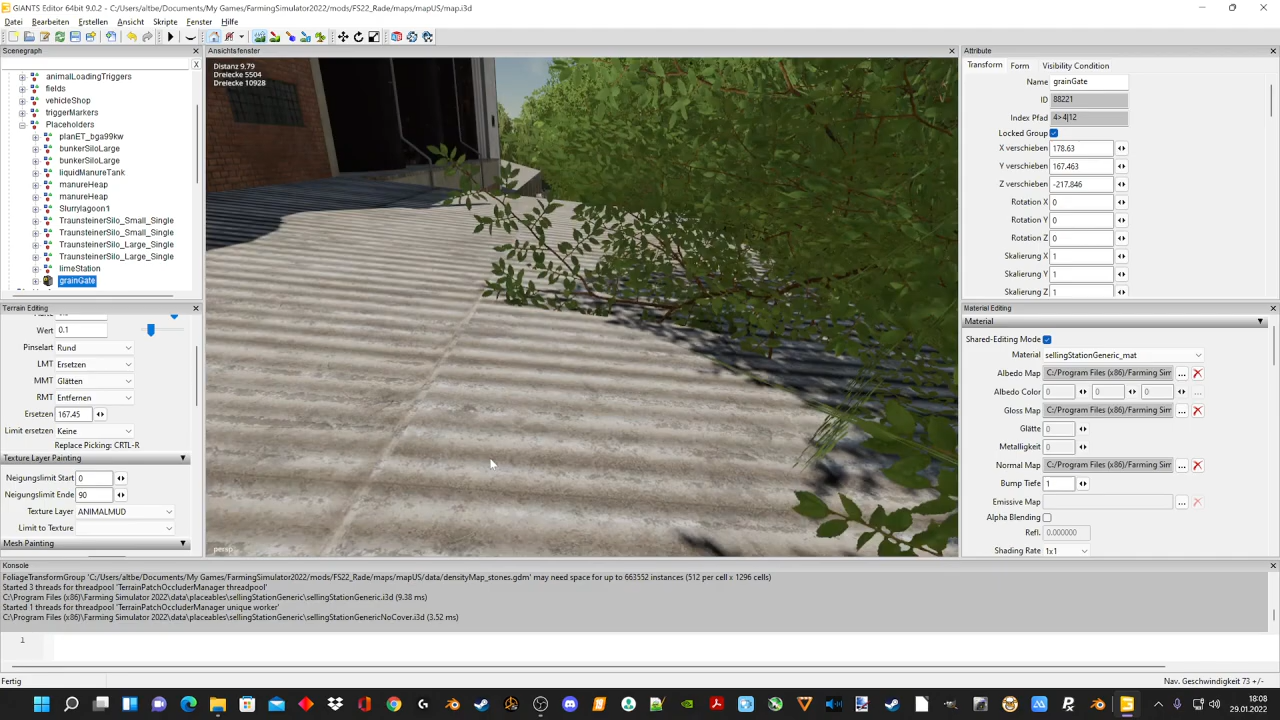 GIANTS Editor 64bit 9.0.2 - C:/Users/altbe/Documents/My Games/FarmingSimulator2022/mods/FS22_Rade/maps/mapUS/map.i3d
Datei Bearbeiten Erstellen Ansicht Skripte Fenster Hilfe
Scenegraph
X
animalLoadingTriggers
fields
vehicleShop
triggerMarkers
Placeholders
planET_bga99kw
bunkerSiloLarge
bunkerSiloLarge
liquidManureTank
manureHeap
manureHeap
Slurrylagoon1
TraunsteinerSilo_Small_Single
TraunsteinerSilo_Small_Single
TraunsteinerSilo_Large_Single
TraunsteinerSilo_Large_Single
limeStation
grainGate
Terrain Editing
Wert 0.1
Pinselart Rund
LMT Ersetzen
MMT Glätten
RMT Entfernen
Ersetzen 167.45
Limit ersetzen Keine
Replace Picking: CRTL-R
Texture Layer Painting
Neigungslimit Start 0
Neigungslimit Ende 90
Texture Layer ANIMALMUD
Limit to Texture
Mesh Painting
Ansichtsfenster
Distanz 9.79
Dreiecke 5504
Dreiecke 10928
persp
Attribute
Transform Form Visibility Condition
Name grainGate
ID 88221
Index Pfad 4>4|12
Locked Group
X verschieben 178.63
Y verschieben 167.463
Z verschieben -217.846
Rotation X 0
Rotation Y 0
Rotation Z 0
Skalierung X 1
Skalierung Y 1
Skalierung Z 1
Material Editing
Material
Shared-Editing Mode
Material sellingStationGeneric_mat
Albedo Map C:/Program Files (x86)/Farming Sim ...
Albedo Color 0 0 0 ...
Gloss Map C:/Program Files (x86)/Farming Sim ...
Glätte 0
Metalligkeit 0
Normal Map C:/Program Files (x86)/Farming Sim ...
Bump Tiefe 1
Emissive Map ...
Alpha Blending
Refl. 0.000000
Shading Rate 1x1
Konsole
FoliageTransformGroup 'C:/Users/altbe/Documents/My Games/FarmingSimulator2022/mods/FS22_Rade/maps/mapUS/data/densityMap_stones.gdm' may need space for up to 663552 instances (512 per cell x 1296 cells)
Started 3 threads for threadpool 'TerrainPatchOccluderManager threadpool'
C:\Program Files (x86)\Farming Simulator 2022\data\placeables\sellingStationGeneric\sellingStationGeneric.i3d (9.38 ms)
Started 1 threads for threadpool 'TerrainPatchOccluderManager unique worker'
C:\Program Files (x86)\Farming Simulator 2022\data\placeables\sellingStationGeneric\sellingStationGenericNoCover.i3d (3.52 ms)
1
Fertig
Nav. Geschwindigkeit 73 +/-
18:08
29.01.2022